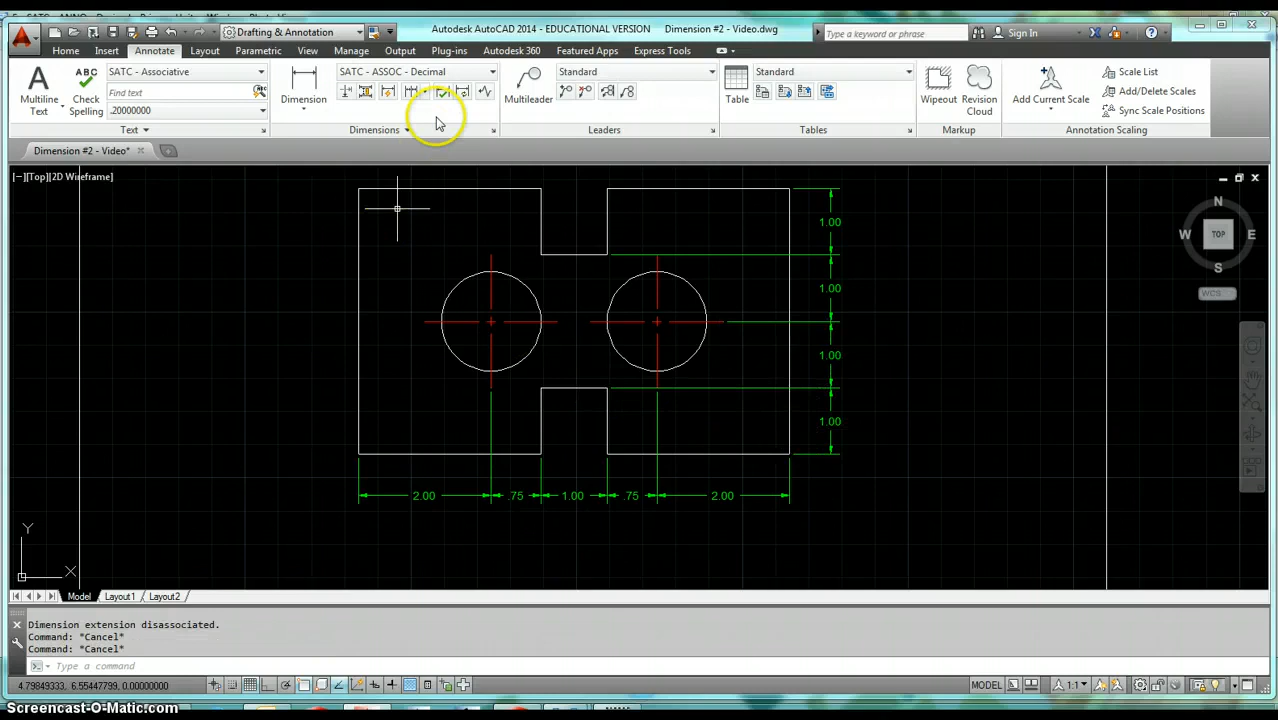 Drafting & Annotation
Autodesk AutoCAD 2014 - EDUCATIONAL VERSION Dimension #2 - Video.dwg
Type a keyword or phrase
Sign In
Home Insert Annotate Layout Parametric View Manage Output Plug-ins Autodesk 360 Featured Apps Express Tools
SATC - Associative
SATC - ASSOC - Decimal
Standard
Standard
Scale List
Find text
Add/Delete Scales
Multiline Text
Check Spelling
.20000000
Dimension
Multileader
Table
Wipeout
Revision Cloud
Add Current Scale
Sync Scale Positions
Text
Dimensions
Leaders
Tables
Markup
Annotation Scaling
Dimension #2 - Video*
[−][Top][2D Wireframe]
N
W TOP E
S
WCS
1.00
1.00
1.00
1.00
2.00 .75 1.00 .75 2.00
Y
X
Model Layout1 Layout2
Dimension extension disassociated.
Command: *Cancel*
Command: *Cancel*
Type a command
4.79849333, 6.55447799, 0.00000000
MODEL
1:1
Screencast-O-Matic.com